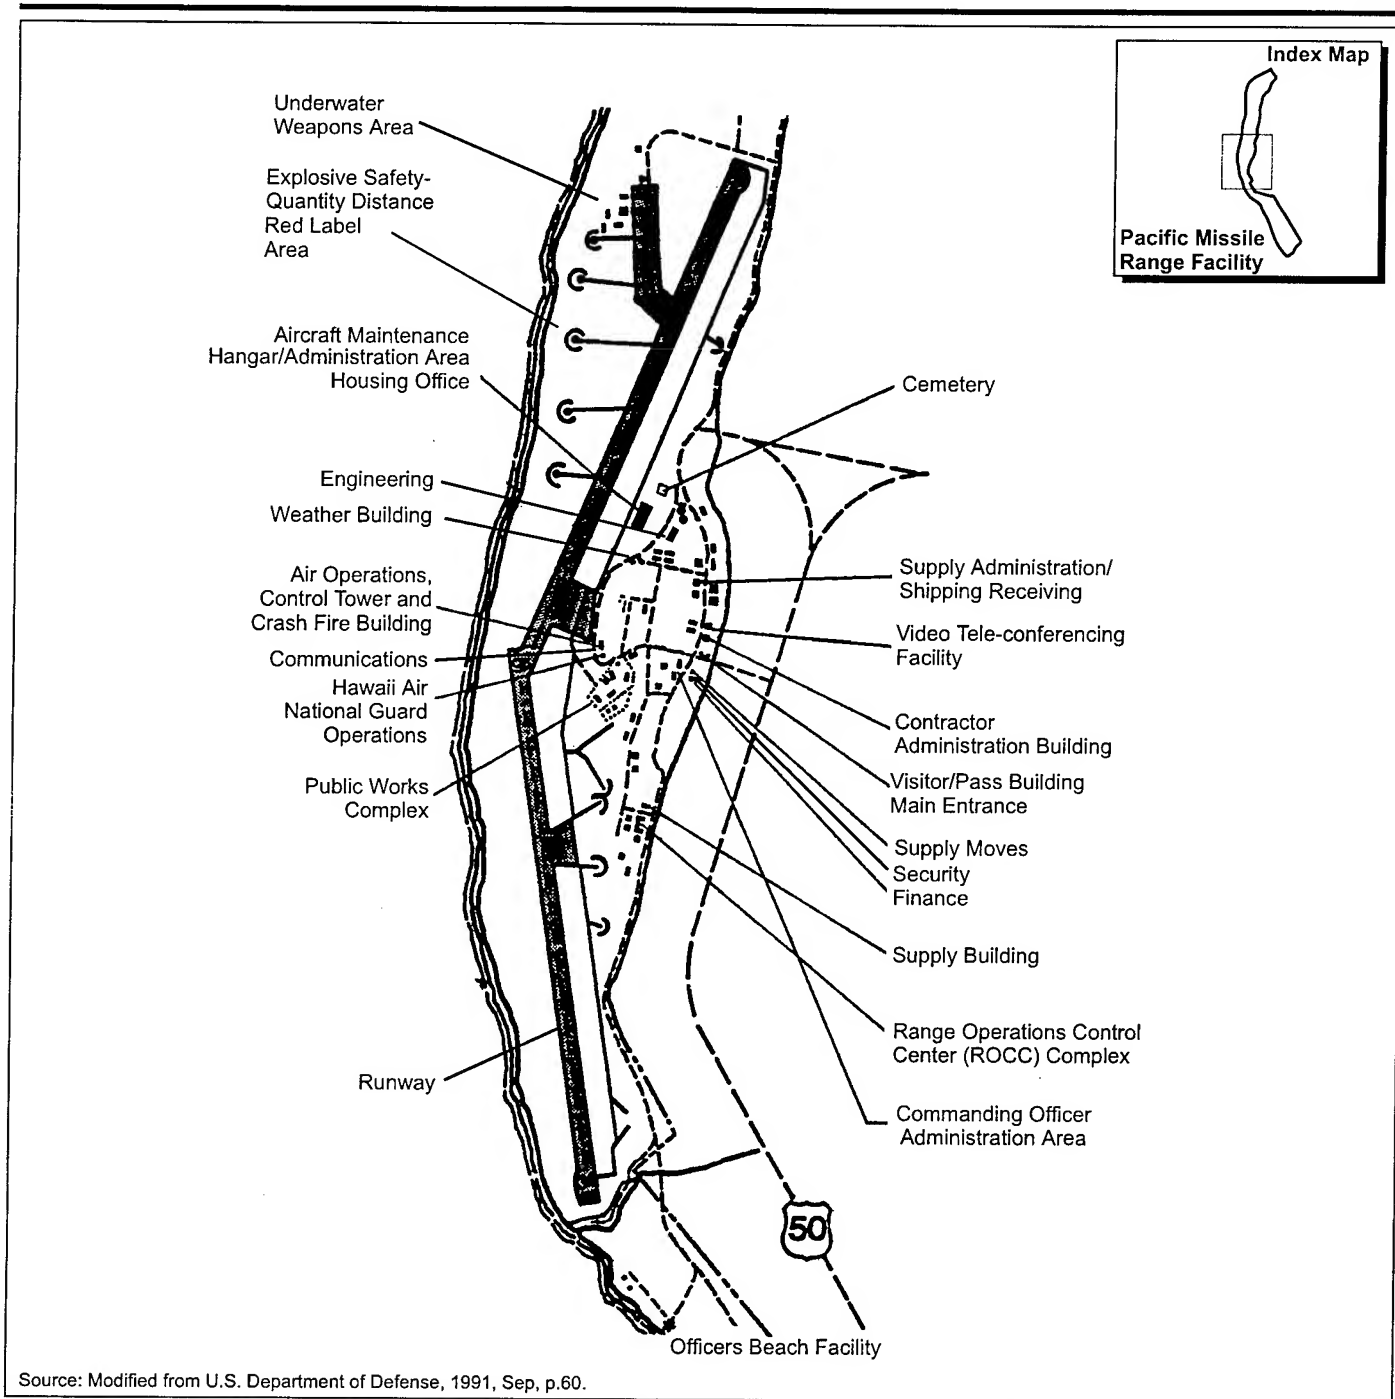 Index Map
Pacific Missile
Range Facility
Underwater
Weapons Area
Explosive Safety-
Quantity Distance
Red Label
Area
Aircraft Maintenance
Hangar/Administration Area
Housing Office
Engineering
Weather Building
Air Operations,
Control Tower and
Crash Fire Building
Communications
Hawaii Air
National Guard
Operations
Public Works
Complex
Runway
Cemetery
Supply Administration/
Shipping Receiving
Video Tele-conferencing
Facility
Contractor
Administration Building
Visitor/Pass Building
Main Entrance
Supply Moves
Security
Finance
Supply Building
Range Operations Control
Center (ROCC) Complex
Commanding Officer
Administration Area
50
Officers Beach Facility
Source: Modified from U.S. Department of Defense, 1991, Sep, p.60.